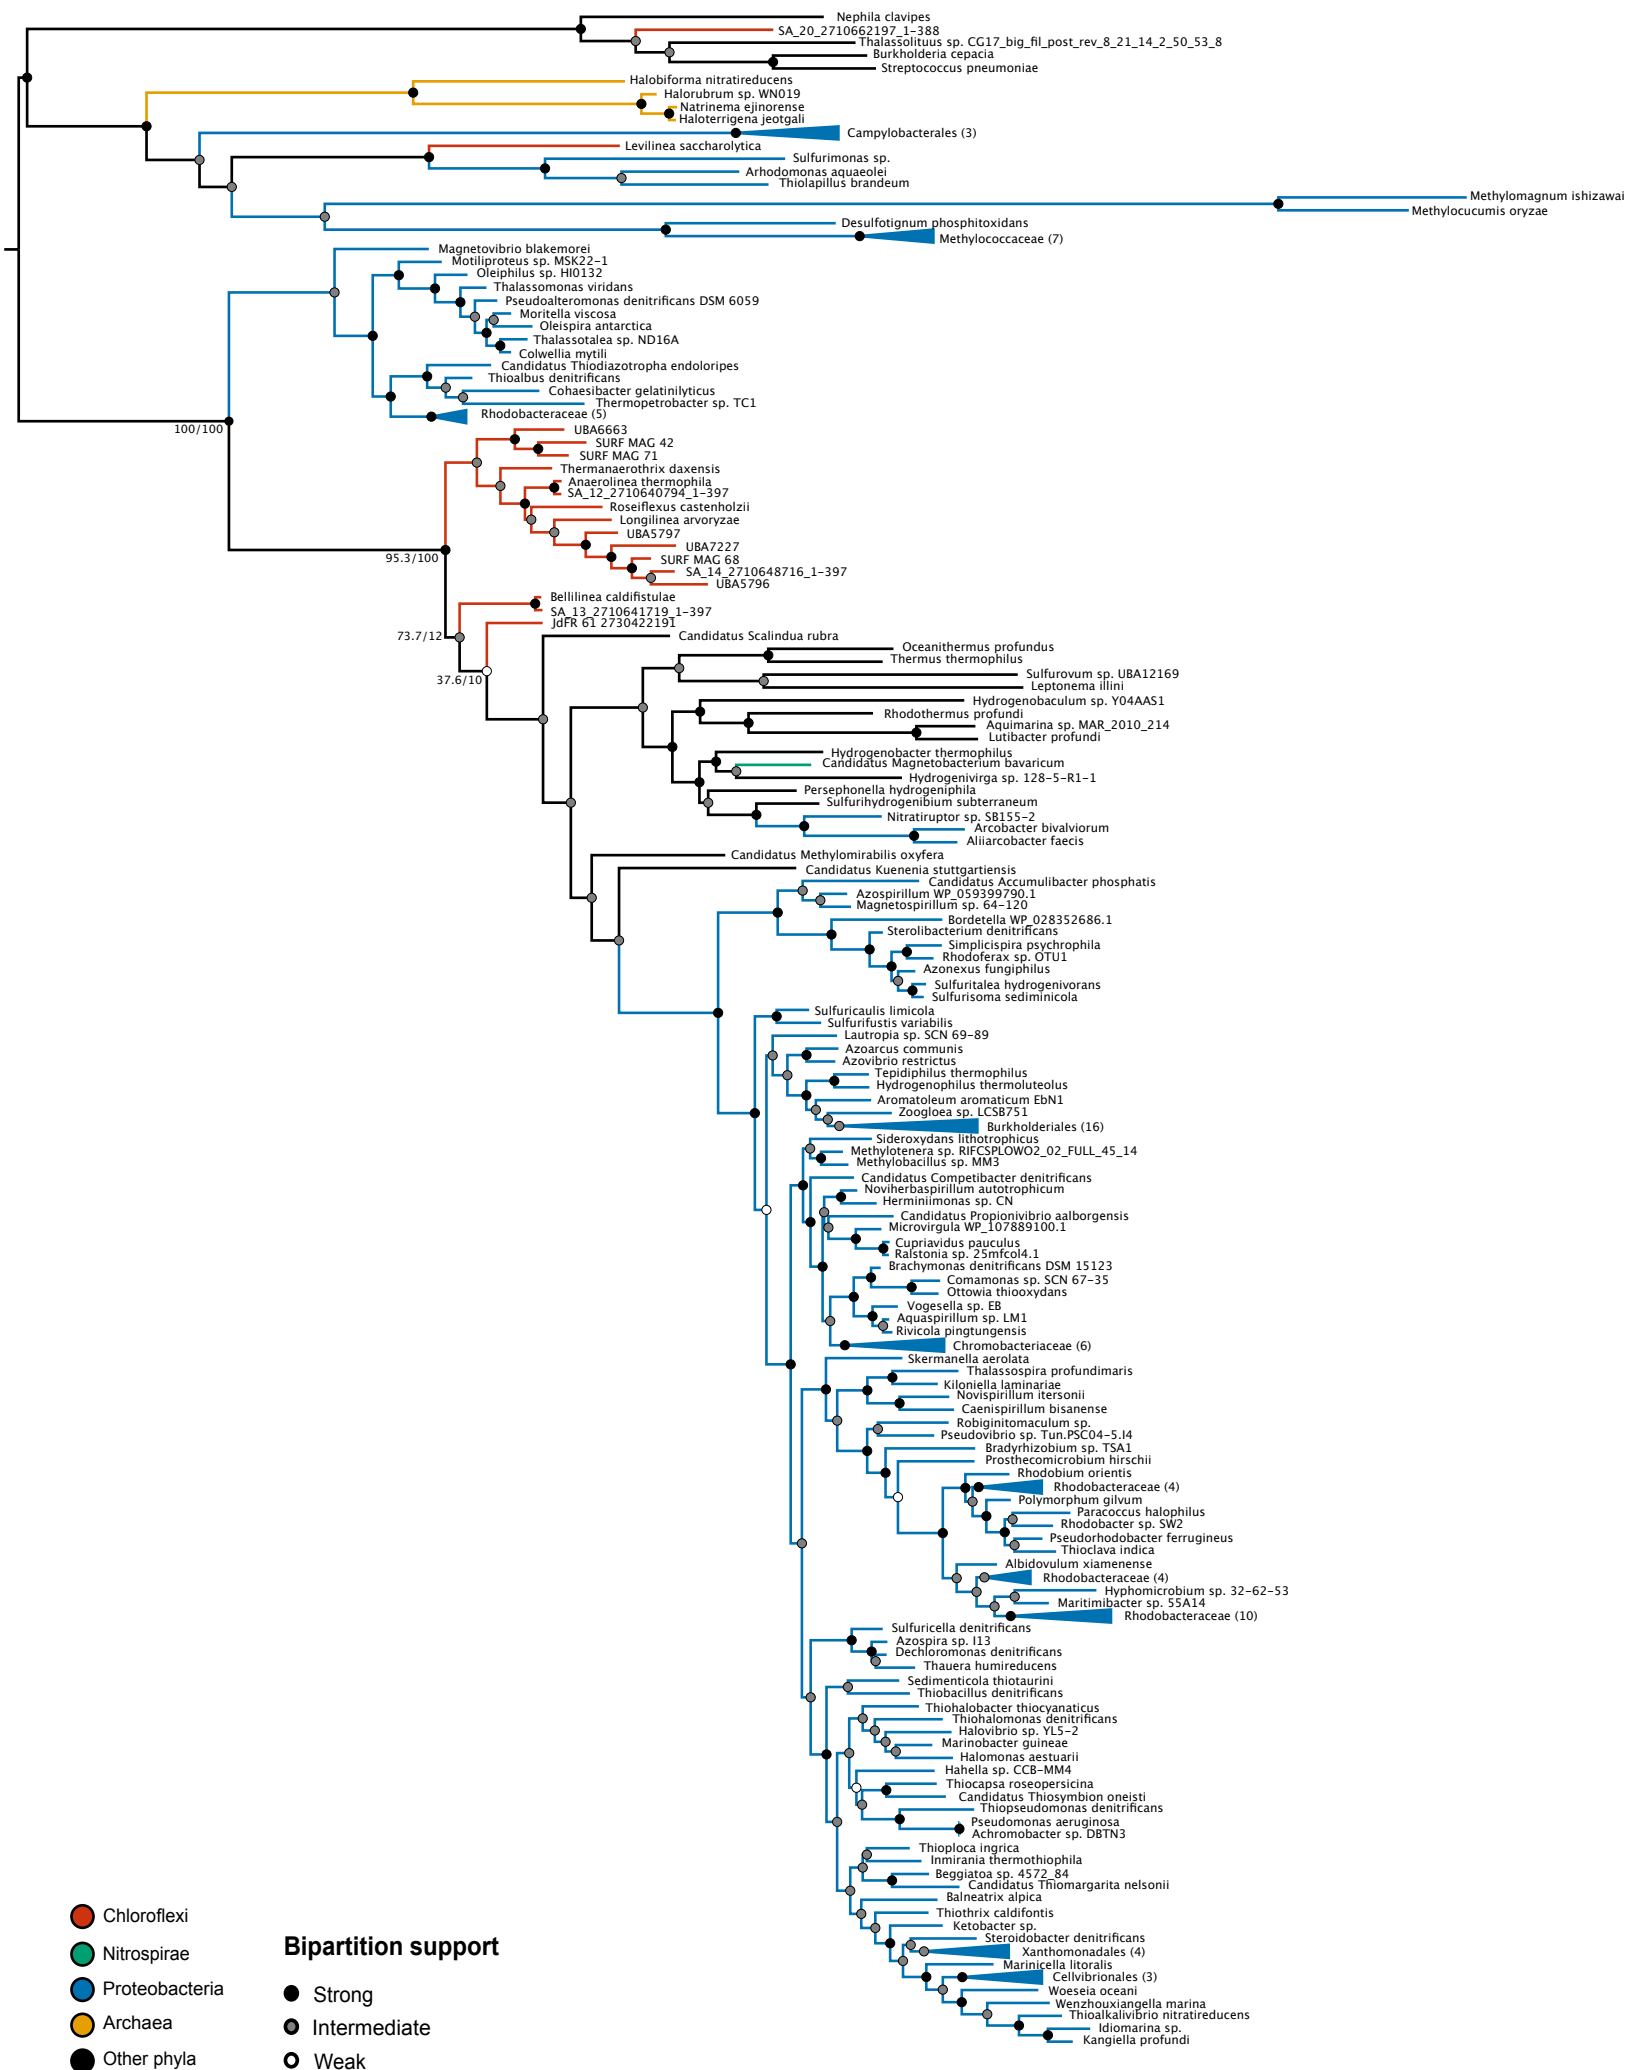 Nephila clavipes
SA_20_2710662197_1-388
Thalassolituus sp. CG17_big_fil_post_rev_8_21_14_2_50_53_8
Burkholderia cepacia
Streptococcus pneumoniae
Halobiforma nitratireducens
Halorubrum sp. WN019
Natrinema ejinorense
Haloterrigena jeotgali
Campylobacterales (3)
Levilinea saccharolytica
Sulfurimonas sp.
Arhodomonas aquaeolei
Thiolapillus brandeum
Methylomagnum ishizawai
Methylocucumis oryzae
Desulfotignum phosphitoxidans
Methylococcaceae (7)
Magnetovibrio blakemorei
Motiliproteus sp. MSK22-1
Oleiphilus sp. HI0132
Thalassomonas viridans
Pseudoalteromonas denitrificans DSM 6059
Moritella viscosa
Oleispira antarctica
Thalassotalea sp. ND16A
Colwellia mytili
Candidatus Thiodiazotropha endoloripes
Thioalbus denitrificans
Cohaesibacter gelatinilyticus
Thermopetrobacter sp. TC1
Rhodobacteraceae (5)
100/100
UBA6663
SURF MAG 42
SURF MAG 71
Thermanaerothrix daxensis
Anaerolinea thermophila
SA_12_2710640794_1-397
Roseiflexus castenholzii
Longilinea arvoryzae
UBA5797
UBA7227
95.3/100
SURF MAG 68
SA_14_2710648716_1-397
UBA5796
Bellilinea caldifistulae
SA_13_2710641719_1-397
JdFR 61 2730422191
73.7/12
Candidatus Scalindua rubra
Oceanithermus profundus
Thermus thermophilus
Sulfurovum sp. UBA12169
37.6/10
Leptonema illini
Hydrogenobaculum sp. Y04AAS1
Rhodothermus profundi
Aquimarina sp. MAR_2010_214
Lutibacter profundi
Hydrogenobacter thermophilus
Candidatus Magnetobacterium bavaricum
Hydrogenivirga sp. 128-5-R1-1
Persephonella hydrogeniphila
Sulfurihydrogenibium subterraneum
Nitratiruptor sp. SB155-2
Arcobacter bivalviorum
Aliiarcobacter faecis
Candidatus Methylomirabilis oxyfera
Candidatus Kuenenia stuttgartiensis
Candidatus Accumulibacter phosphatis
Azospirillum WP_059399790.1
Magnetospirillum sp. 64-120
Bordetella WP_028352686.1
Sterolibacterium denitrificans
Simplicispira psychrophila
Rhodoferax sp. OTU1
Azonexus fungiphilus
Sulfuritalea hydrogenivorans
Sulfurisoma sediminicola
Sulfuricaulis limicola
Sulfurifustis variabilis
Lautropia sp. SCN 69-89
Azoarcus communis
Azovibrio restrictus
Tepidiphilus thermophilus
Hydrogenophilus thermoluteolus
Aromatoleum aromaticum EbN1
Zoogloea sp. LCSB751
Burkholderiales (16)
Sideroxydans lithotrophicus
Methylotenera sp. RIFCSPLOWO2_02_FULL_45_14
Methylobacillus sp. MM3
Candidatus Competibacter denitrificans
Noviherbaspirillum autotrophicum
Herminiimonas sp. CN
Candidatus Propionivibrio aalborgensis
Microvirgula WP_107889100.1
Cupriavidus pauculus
Ralstonia sp. 25mfcol4.1
Brachymonas denitrificans DSM 15123
Comamonas sp. SCN 67-35
Ottowia thiooxydans
Vogesella sp. EB
Aquaspirillum sp. LM1
Rivicola pingtungensis
Chromobacteriaceae (6)
Skermanella aerolata
Thalassospira profundimaris
Kiloniella laminariae
Novispirillum itersonii
Caenispirillum bisanense
Robiginitomaculum sp.
Pseudovibrio sp. Tun.PSC04-5.I4
Bradyrhizobium sp. TSA1
Prosthecomicrobium hirschii
Rhodobium orientis
Rhodobacteraceae (4)
Polymorphum gilvum
Paracoccus halophilus
Rhodobacter sp. SW2
Pseudorhodobacter ferrugineus
Thioclava indica
Albidovulum xiamenense
Rhodobacteraceae (4)
Hyphomicrobium sp. 32-62-53
Maritimibacter sp. 55A14
Rhodobacteraceae (10)
Sulfuricella denitrificans
Azospira sp. I13
Dechloromonas denitrificans
Thauera humireducens
Sedimenticola thiotaurini
Thiobacillus denitrificans
Thiohalobacter thiocyanaticus
Thiohalomonas denitrificans
Halovibrio sp. YL5-2
Marinobacter guineae
Halomonas aestuarii
Hahella sp. CCB-MM4
Thiocapsa roseopersicina
Candidatus Thiosymbion oneisti
Thiopseudomonas denitrificans
Pseudomonas aeruginosa
Achromobacter sp. DBTN3
Thioploca ingrica
Inmirania thermothiophila
Beggiatoa sp. 4572_84
Candidatus Thiomargarita nelsonii
Balneatrix alpica
Thiothrix caldifontis
Ketobacter sp.
Steroidobacter denitrificans
Xanthomonadales (4)
Marinicella litoralis
Cellvibrionales (3)
Woeseia oceani
Wenzhouxiangella marina
Thioalkalivibrio nitratireducens
Idiomarina sp.
Kangiella profundi
Chloroflexi
Nitrospirae
Proteobacteria
Archaea
Other phyla
Bipartition support
Strong
Intermediate
Weak